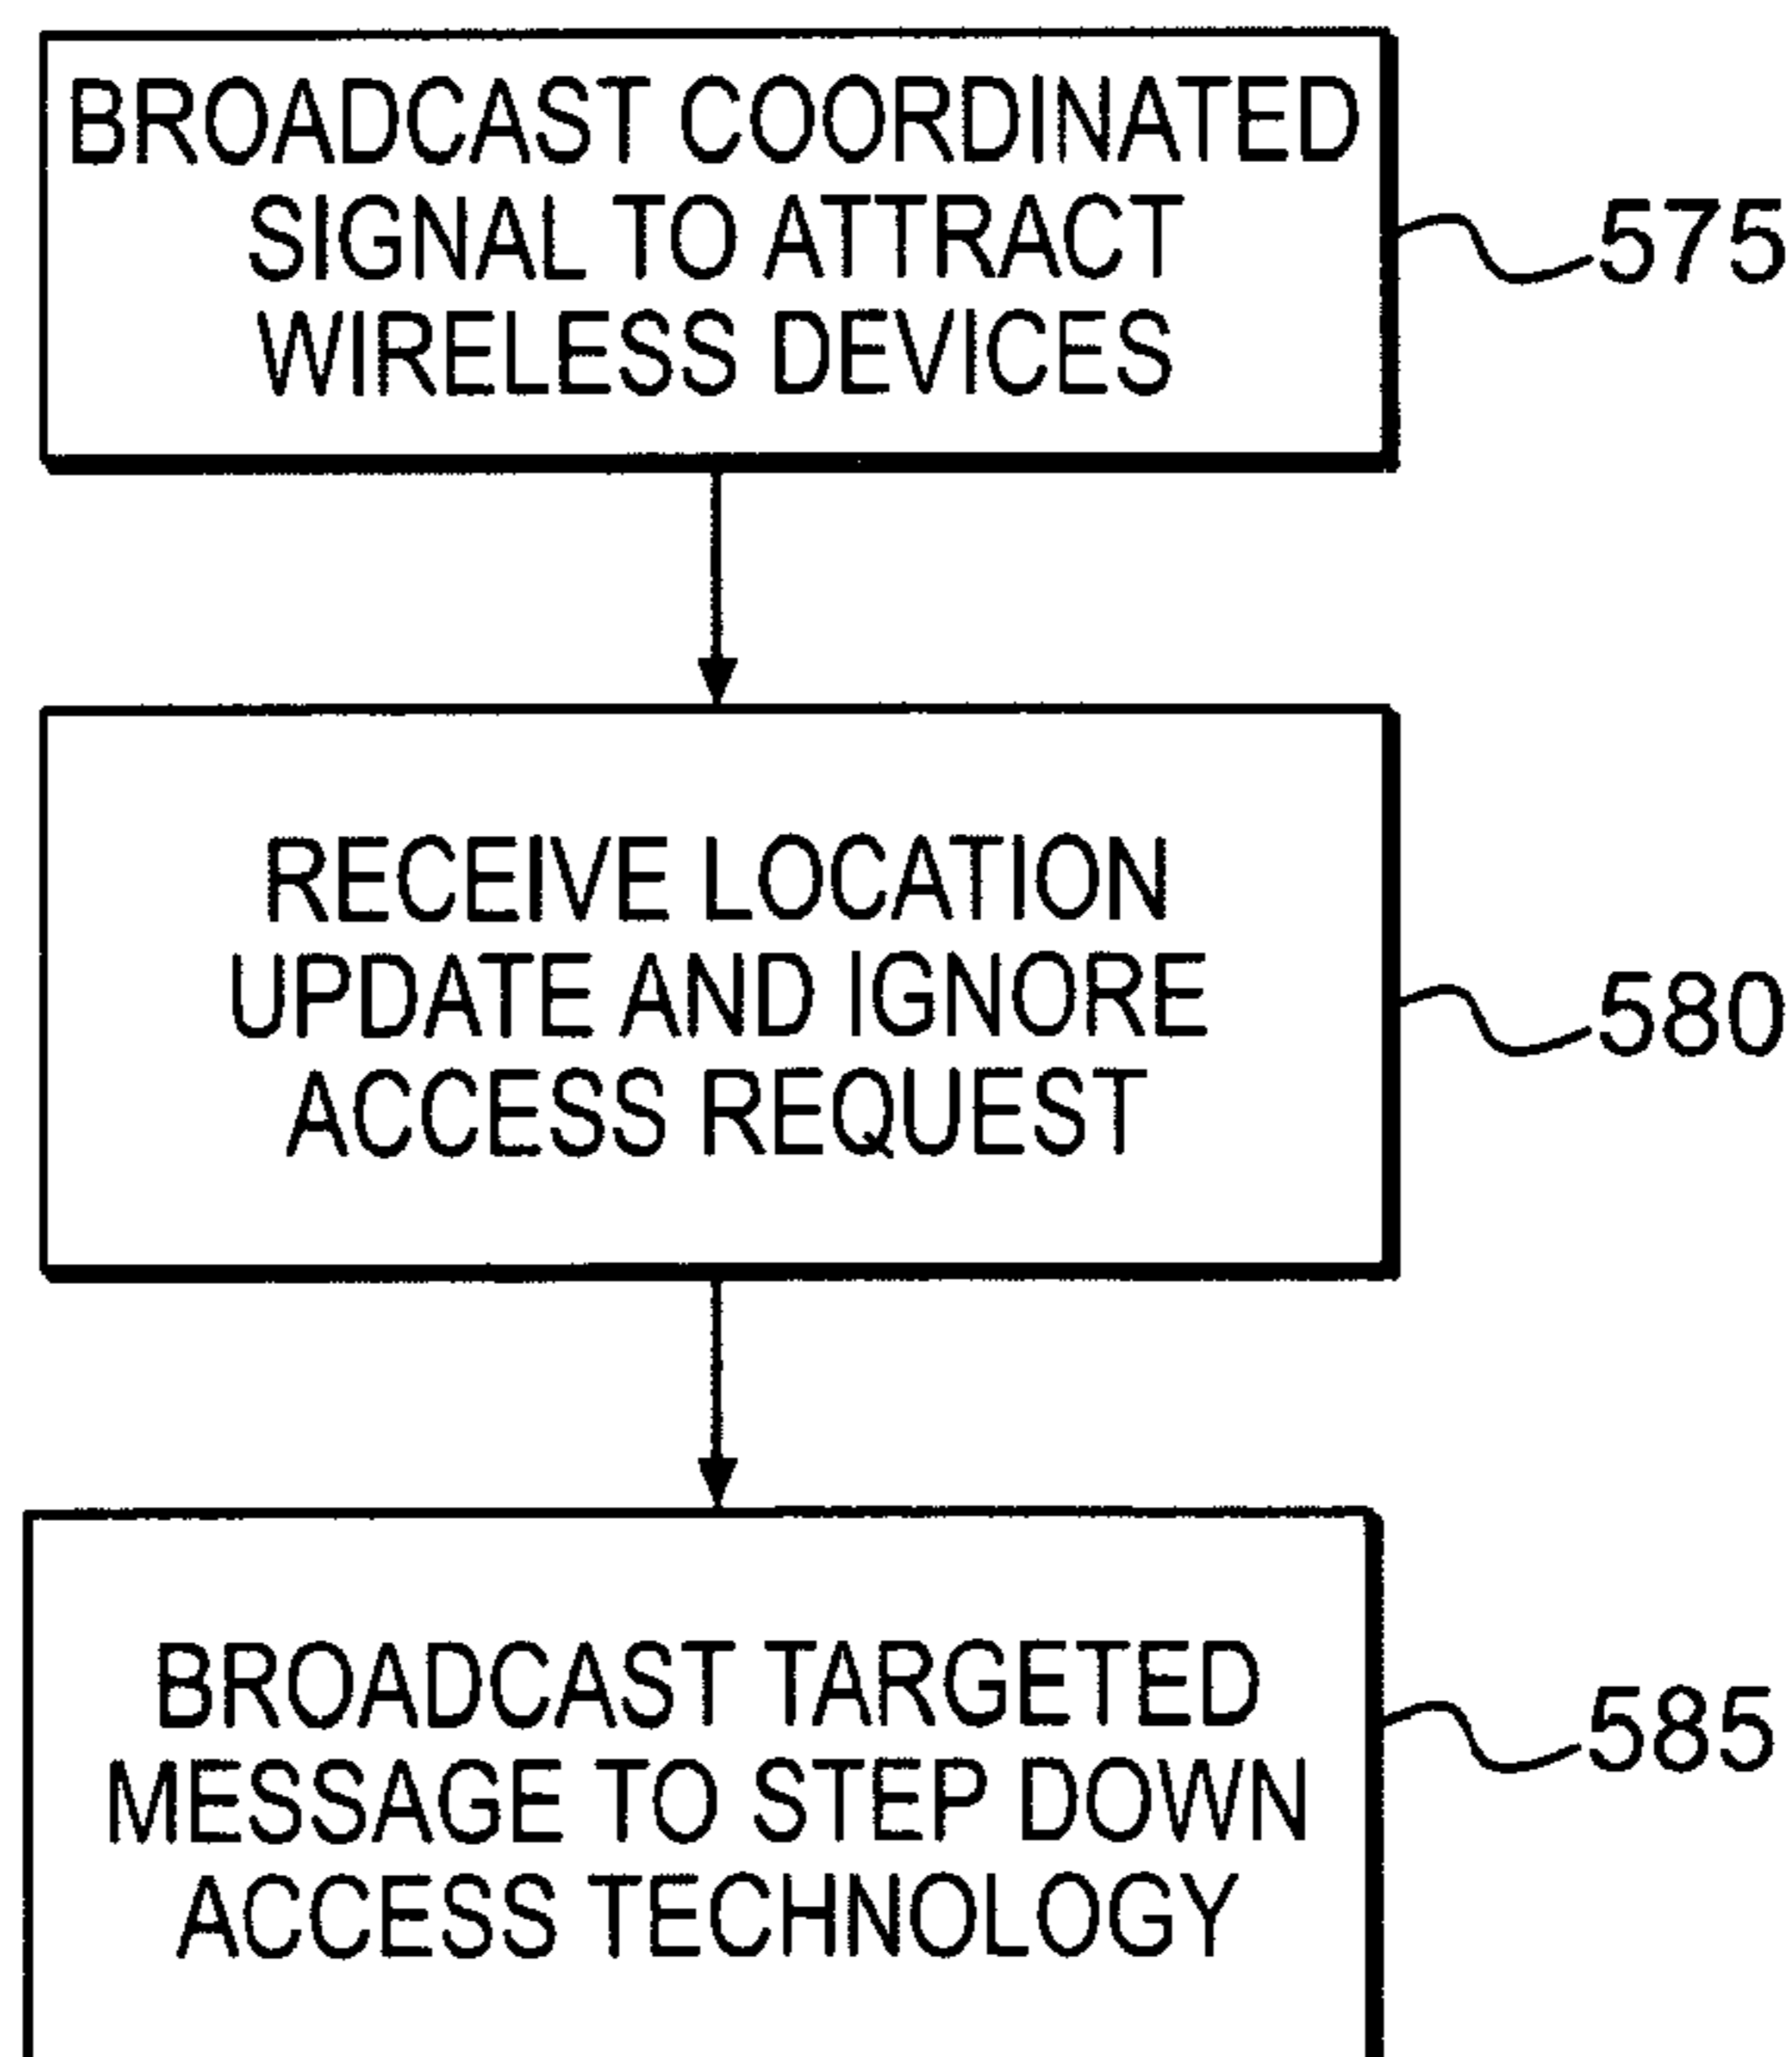 BROADCAST COORDINATED
SIGNAL TO ATTRACT
WIRELESS DEVICES
575
RECEIVE LOCATION
UPDATE AND IGNORE
ACCESS REQUEST
580
BROADCAST TARGETED
MESSAGE TO STEP DOWN
ACCESS TECHNOLOGY
585